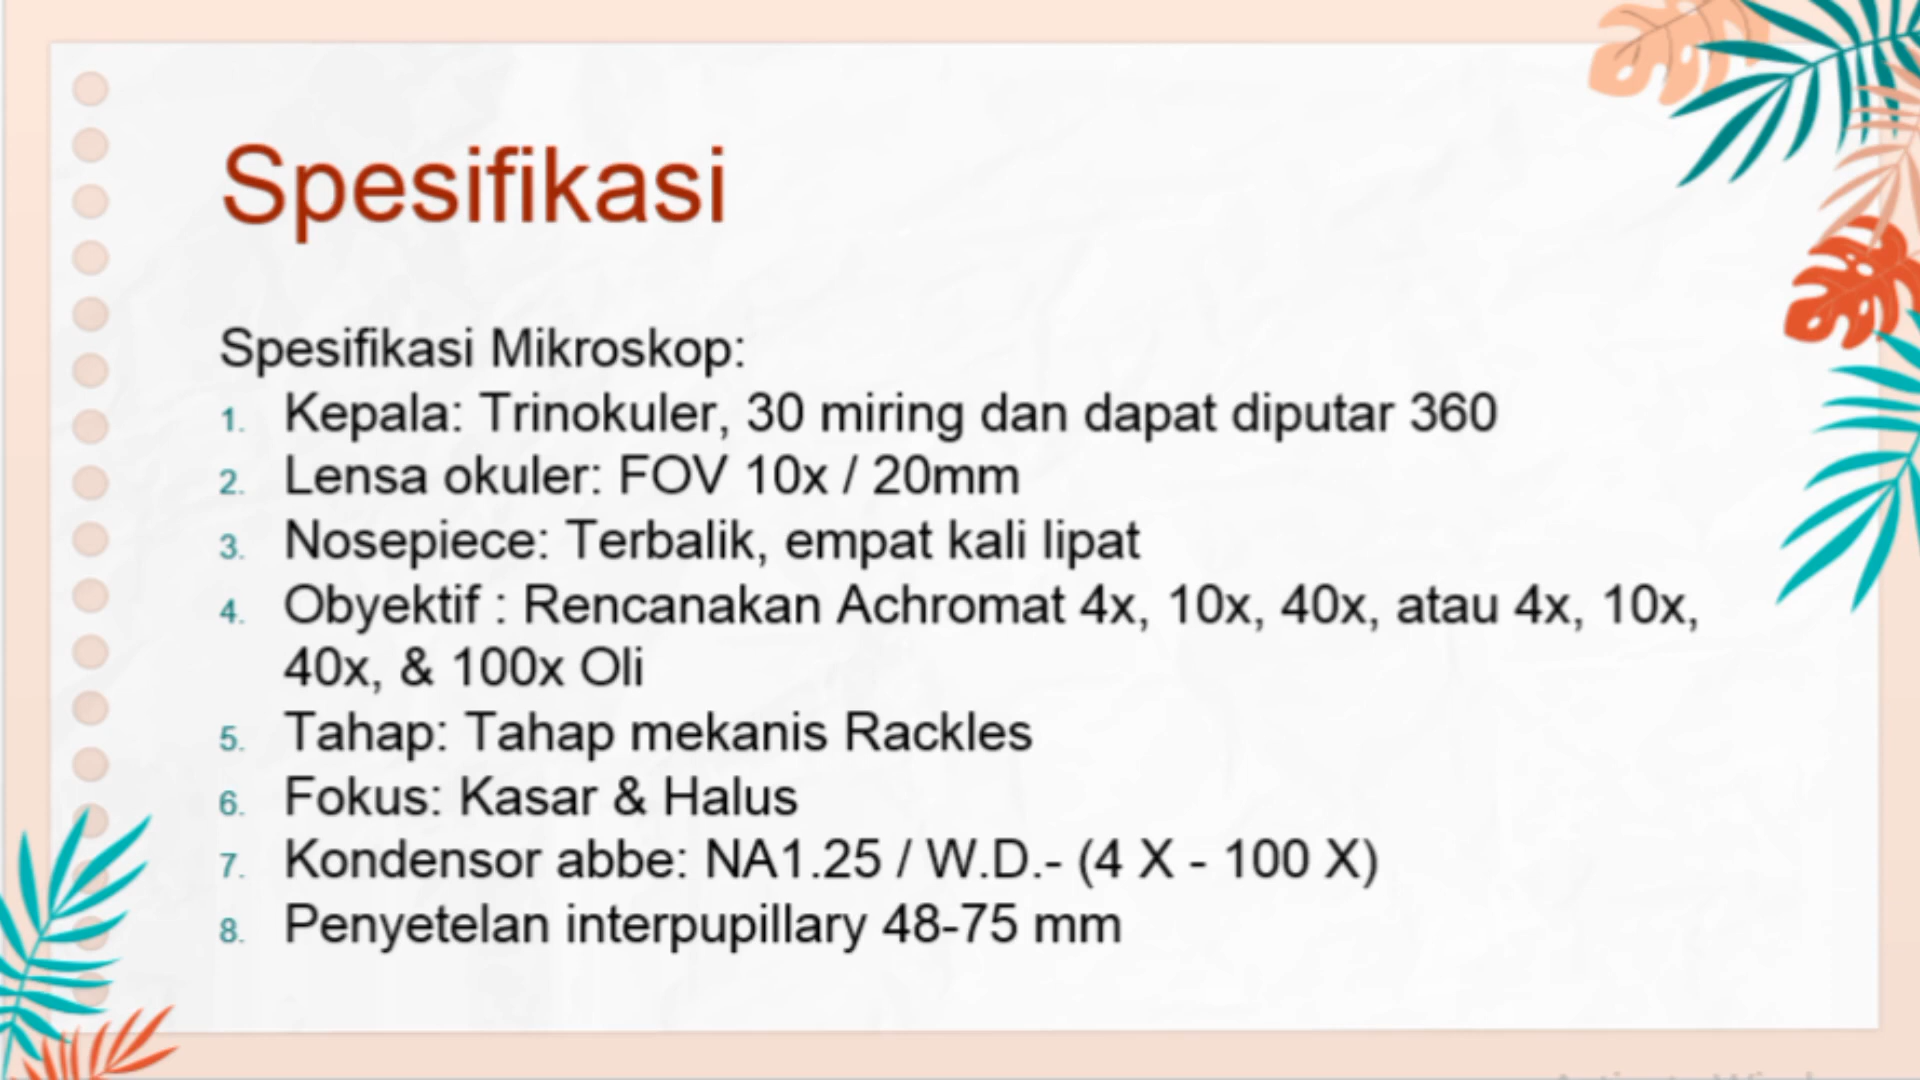 Spesifikasi
Spesifikasi Mikroskop:
1. Kepala: Trinokuler, 30 miring dan dapat diputar 360
2. Lensa okuler: FOV 10x / 20mm
3. Nosepiece: Terbalik, empat kali lipat
4. Obyektif : Rencanakan Achromat 4x, 10x, 40x, atau 4x, 10x,
40x, & 100x Oli
5. Tahap: Tahap mekanis Rackles
6. Fokus: Kasar & Halus
7. Kondensor abbe: NA1.25 / W.D.- (4 X - 100 X)
8. Penyetelan interpupillary 48-75 mm